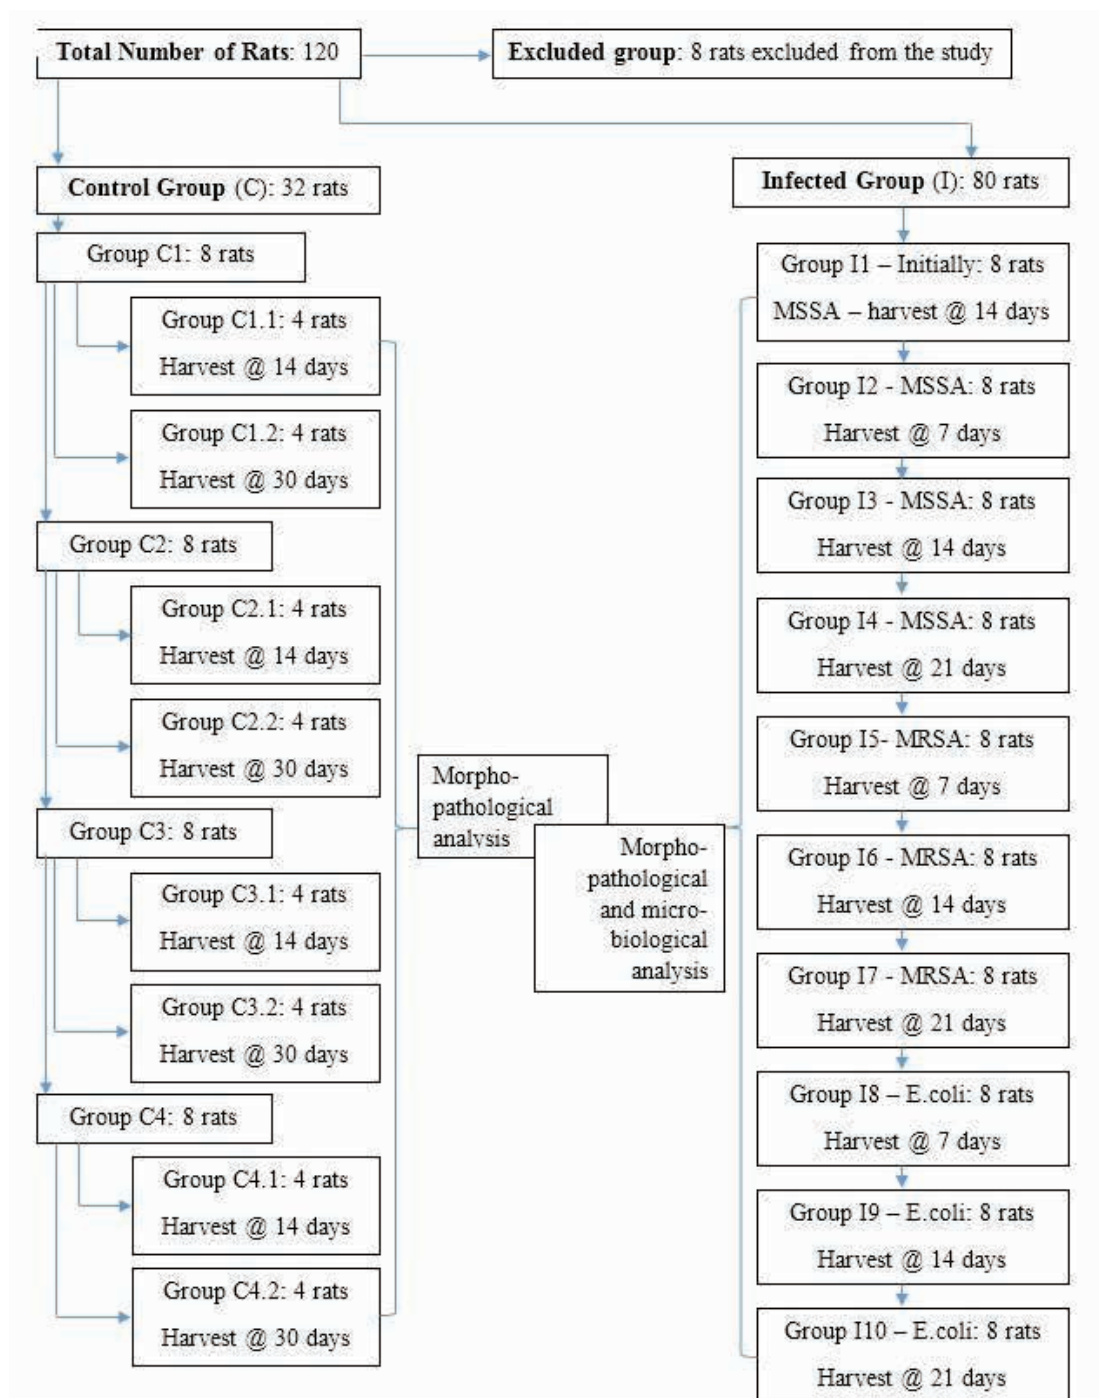 Total Number of Rats: 120
Excluded group: 8 rats excluded from the study
Control Group (C): 32 rats
Group C1: 8 rats
Group C1.1: 4 rats
Harvest @ 14 days
Group C1.2: 4 rats
Harvest @ 30 days
Group C2: 8 rats
Group C2.1: 4 rats
Harvest @ 14 days
Group C2.2: 4 rats
Harvest @ 30 days
Group C3: 8 rats
Group C3.1: 4 rats
Harvest @ 14 days
Group C3.2: 4 rats
Harvest @ 30 days
Group C4: 8 rats
Group C4.1: 4 rats
Harvest @ 14 days
Group C4.2: 4 rats
Harvest @ 30 days
Morpho-
pathological
analysis
Morpho-
pathological
and micro-
biological
analysis
Infected Group (I): 80 rats
Group I1 – Initially: 8 rats
MSSA – harvest @ 14 days
Group I2 - MSSA: 8 rats
Harvest @ 7 days
Group I3 - MSSA: 8 rats
Harvest @ 14 days
Group I4 - MSSA: 8 rats
Harvest @ 21 days
Group I5- MRSA: 8 rats
Harvest @ 7 days
Group I6 - MRSA: 8 rats
Harvest @ 14 days
Group I7 - MRSA: 8 rats
Harvest @ 21 days
Group I8 – E.coli: 8 rats
Harvest @ 7 days
Group I9 – E.coli: 8 rats
Harvest @ 14 days
Group I10 – E.coli: 8 rats
Harvest @ 21 days